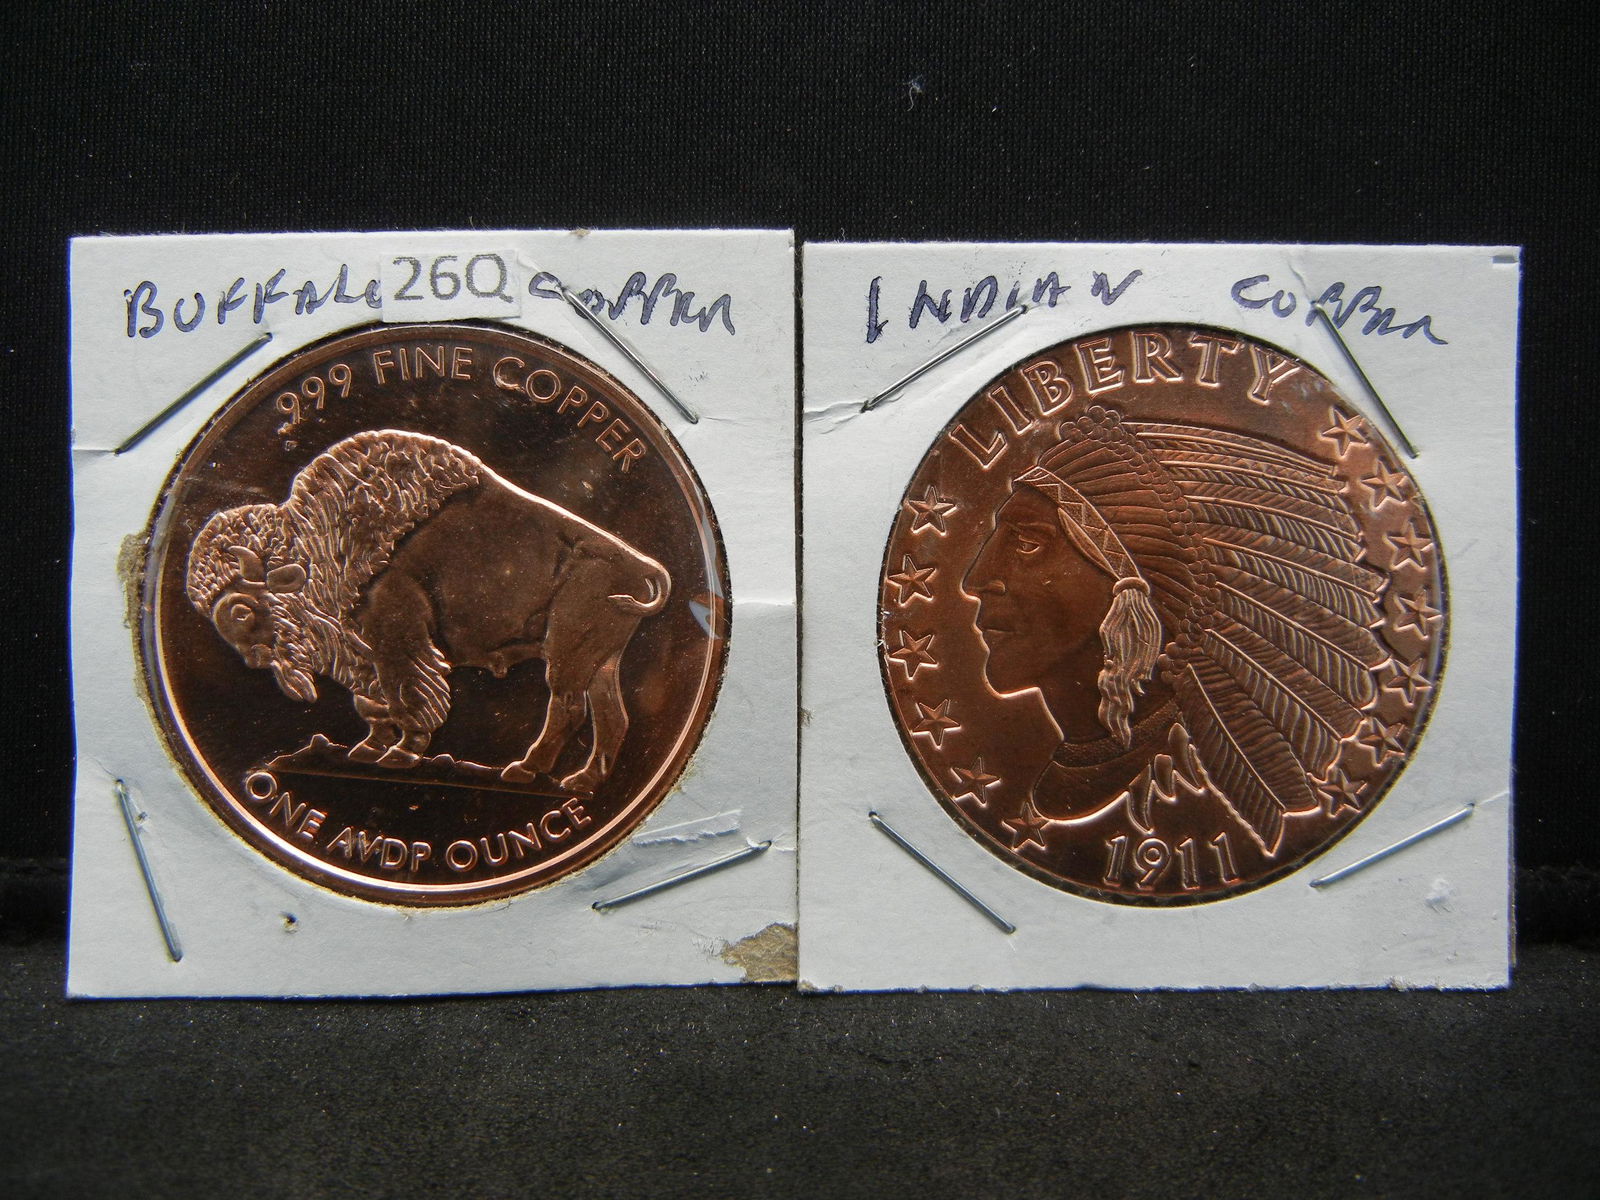 BUFFALO 26Q COPPER
.999 FINE COPPER
ONE AVDP OUNCE
INDIAN COPPER
LIBERTY
1911